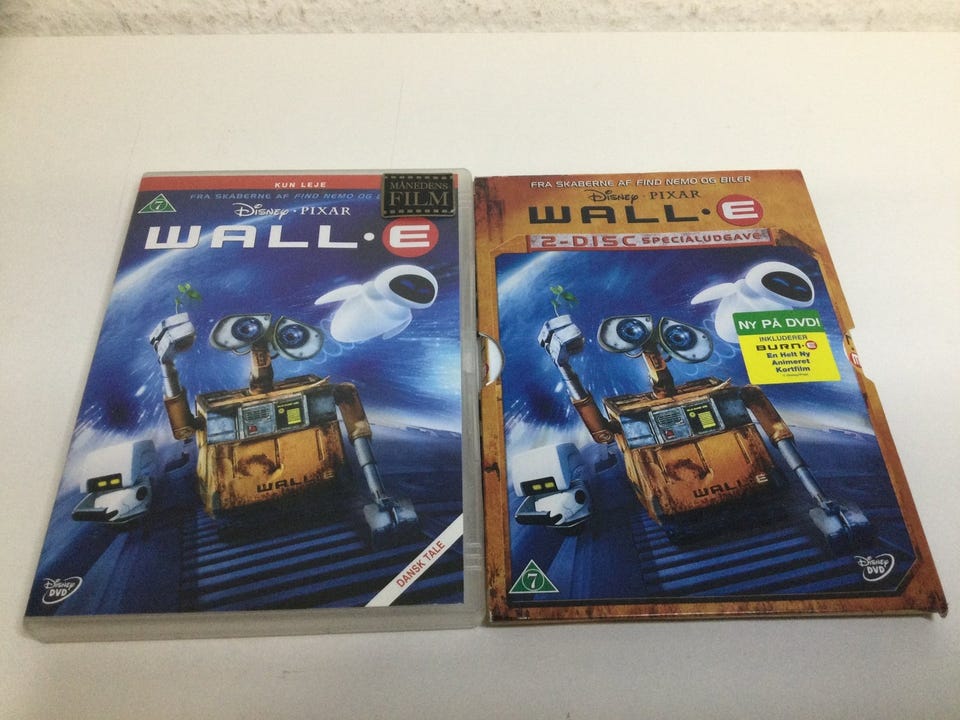 KUN LEJE
MÅNEDENS
FILM
7
FRA SKABERNE AF FIND NEMO OG B
Disney · PIXAR
WALL·E
WALL·E
DANSK TALE
Disney
DVD
FRA SKABERNE AF FIND NEMO OG BILER
Disney · PIXAR
WALL·E
2-DISC SPECIALUDGAVE
NY PÅ DVD!
INKLUDERER
BURN·E
En Helt Ny
Animeret
Kortfilm
WALL·E
7
Disney
DVD